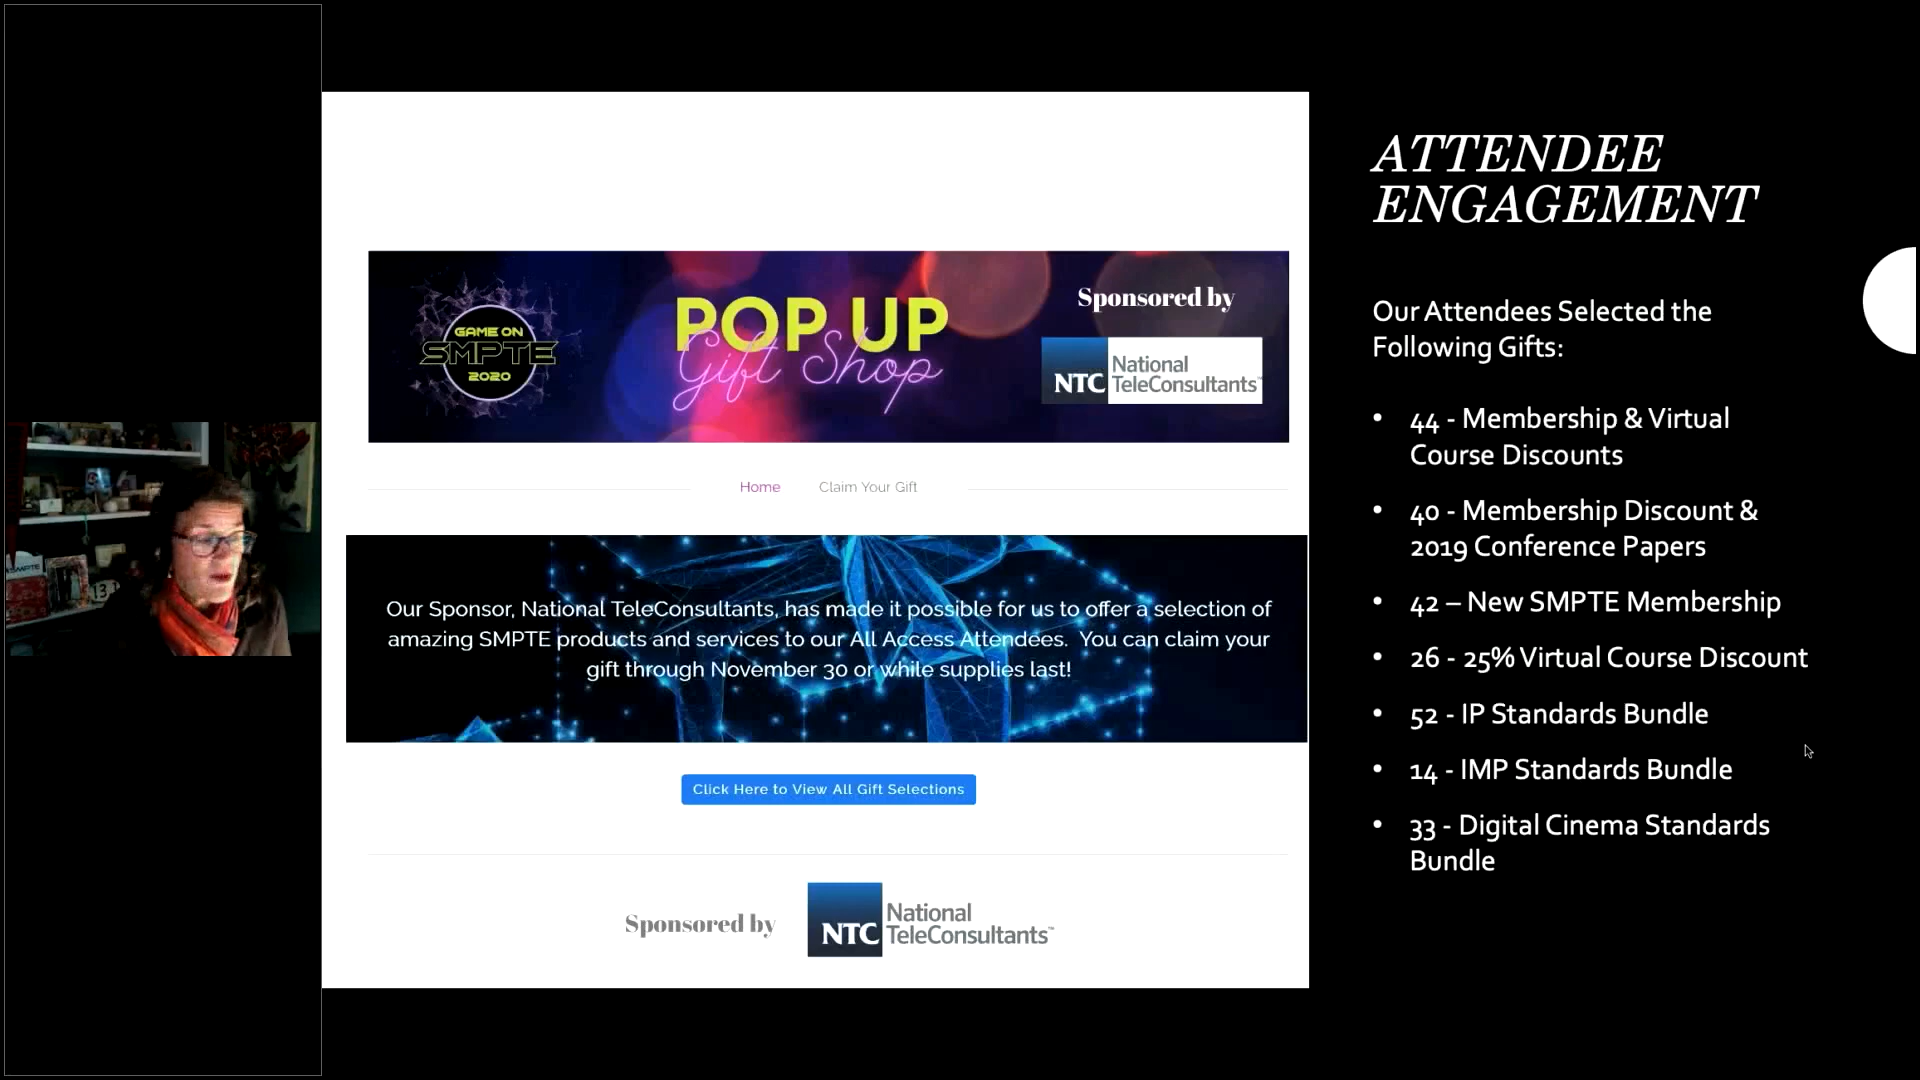 ATTENDEE
ENGAGEMENT
GAME ON
SMPTE
2020
POP UP
Gift Shop
Sponsored by
NTC National
TeleConsultants
Home
Claim Your Gift
Our Sponsor, National TeleConsultants, has made it possible for us to offer a selection of
amazing SMPTE products and services to our All Access Attendees. You can claim your
gift through November 30 or while supplies last!
Click Here to View All Gift Selections
Sponsored by
NTC National
TeleConsultants™
Our Attendees Selected the
Following Gifts:
• 44 - Membership & Virtual
Course Discounts
• 40 - Membership Discount &
2019 Conference Papers
• 42 – New SMPTE Membership
• 26 - 25% Virtual Course Discount
• 52 - IP Standards Bundle
• 14 - IMP Standards Bundle
• 33 - Digital Cinema Standards
Bundle
SMPTE
13